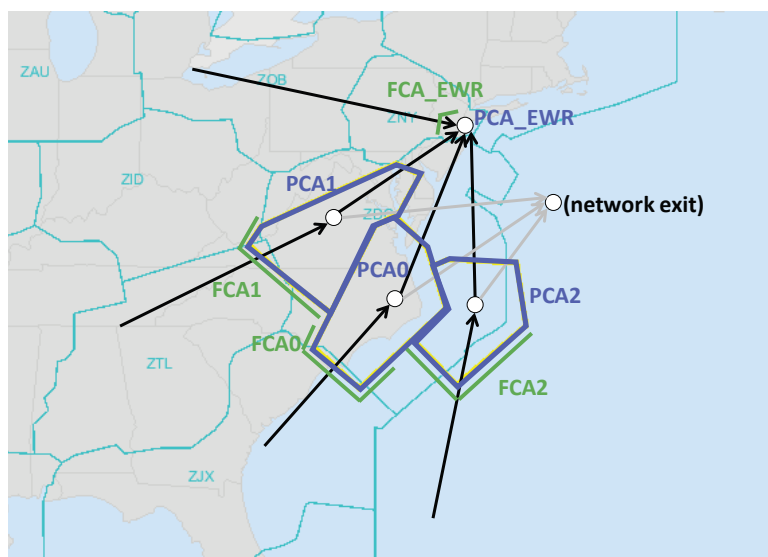 ZAU
ZOB
FCA_EWR
ZNY
PCA_EWR
ZID
PCA1
ZDC
(network exit)
PCA0
FCA1
PCA2
FCA0
ZTL
FCA2
ZJX